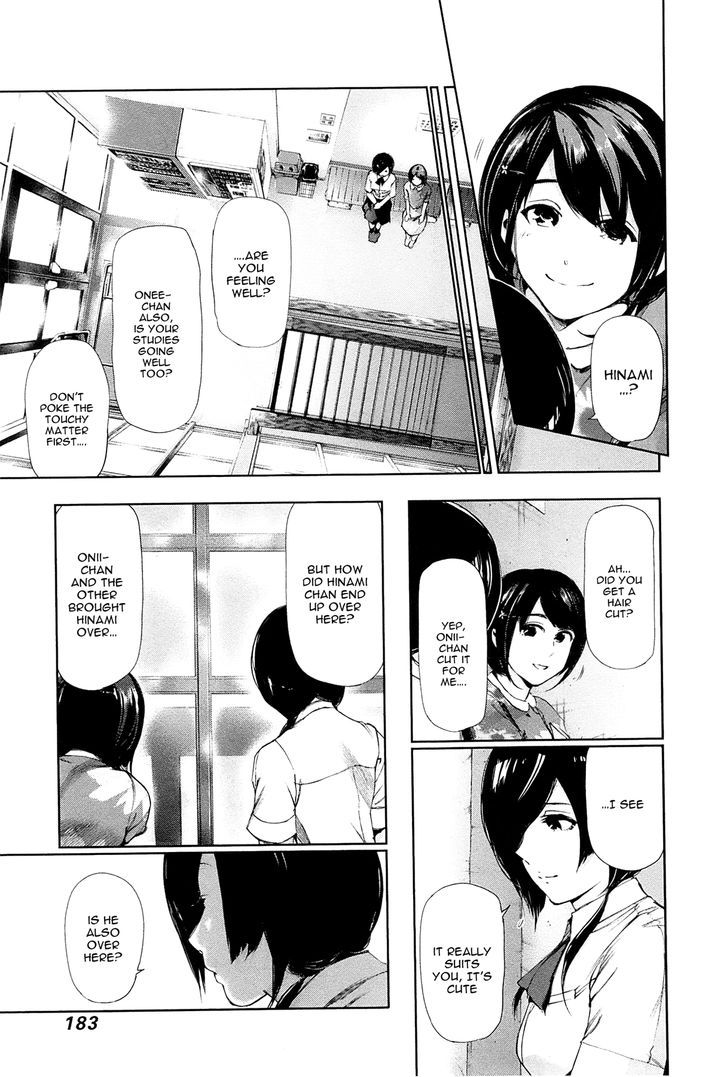 HINAMI
...?
....ARE
YOU
FEELING
WELL?
ONEE-
CHAN
ALSO,
IS YOUR
STUDIES
GOING
WELL
TOO?
DON'T
POKE THE
TOUCHY
MATTER
FIRST....
AH...
DID YOU
GET A
HAIR
CUT?
YEP,
ONII-
CHAN
CUT IT
FOR
ME....
...I SEE
IT REALLY
SUITS
YOU, IT'S
CUTE
BUT HOW
DID HINAMI
CHAN END
UP OVER
HERE?
ONII-
CHAN
AND THE
OTHER
BROUGHT
HINAMI
OVER...
IS HE
ALSO
OVER
HERE?
183